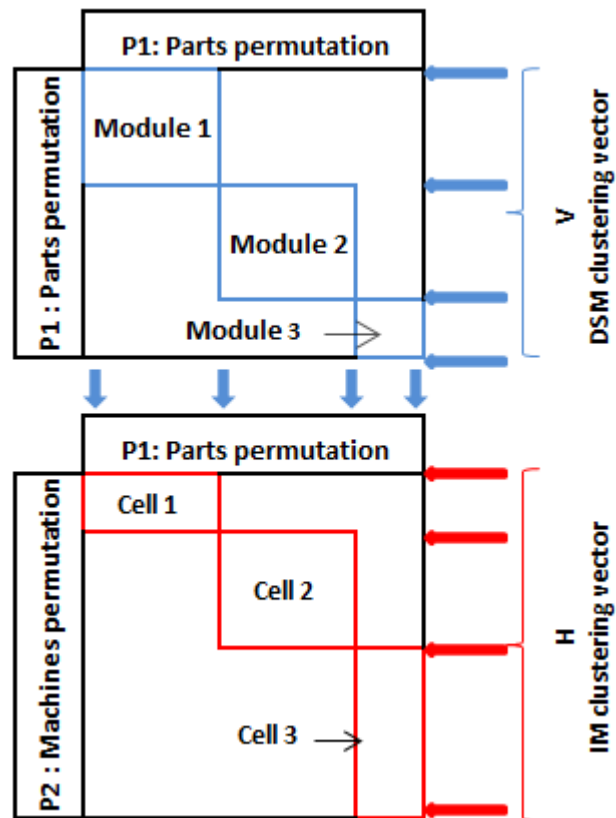 P1: Parts permutation
P1 : Parts permutation
Module 1
Module 2
Module 3
V
DSM clustering vector
P1: Parts permutation
P2 : Machines permutation
Cell 1
Cell 2
Cell 3
H
IM clustering vector